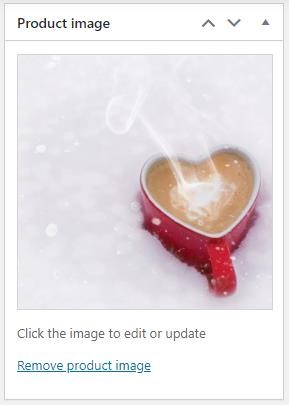 Product image
Click the image to edit or update
Remove product image